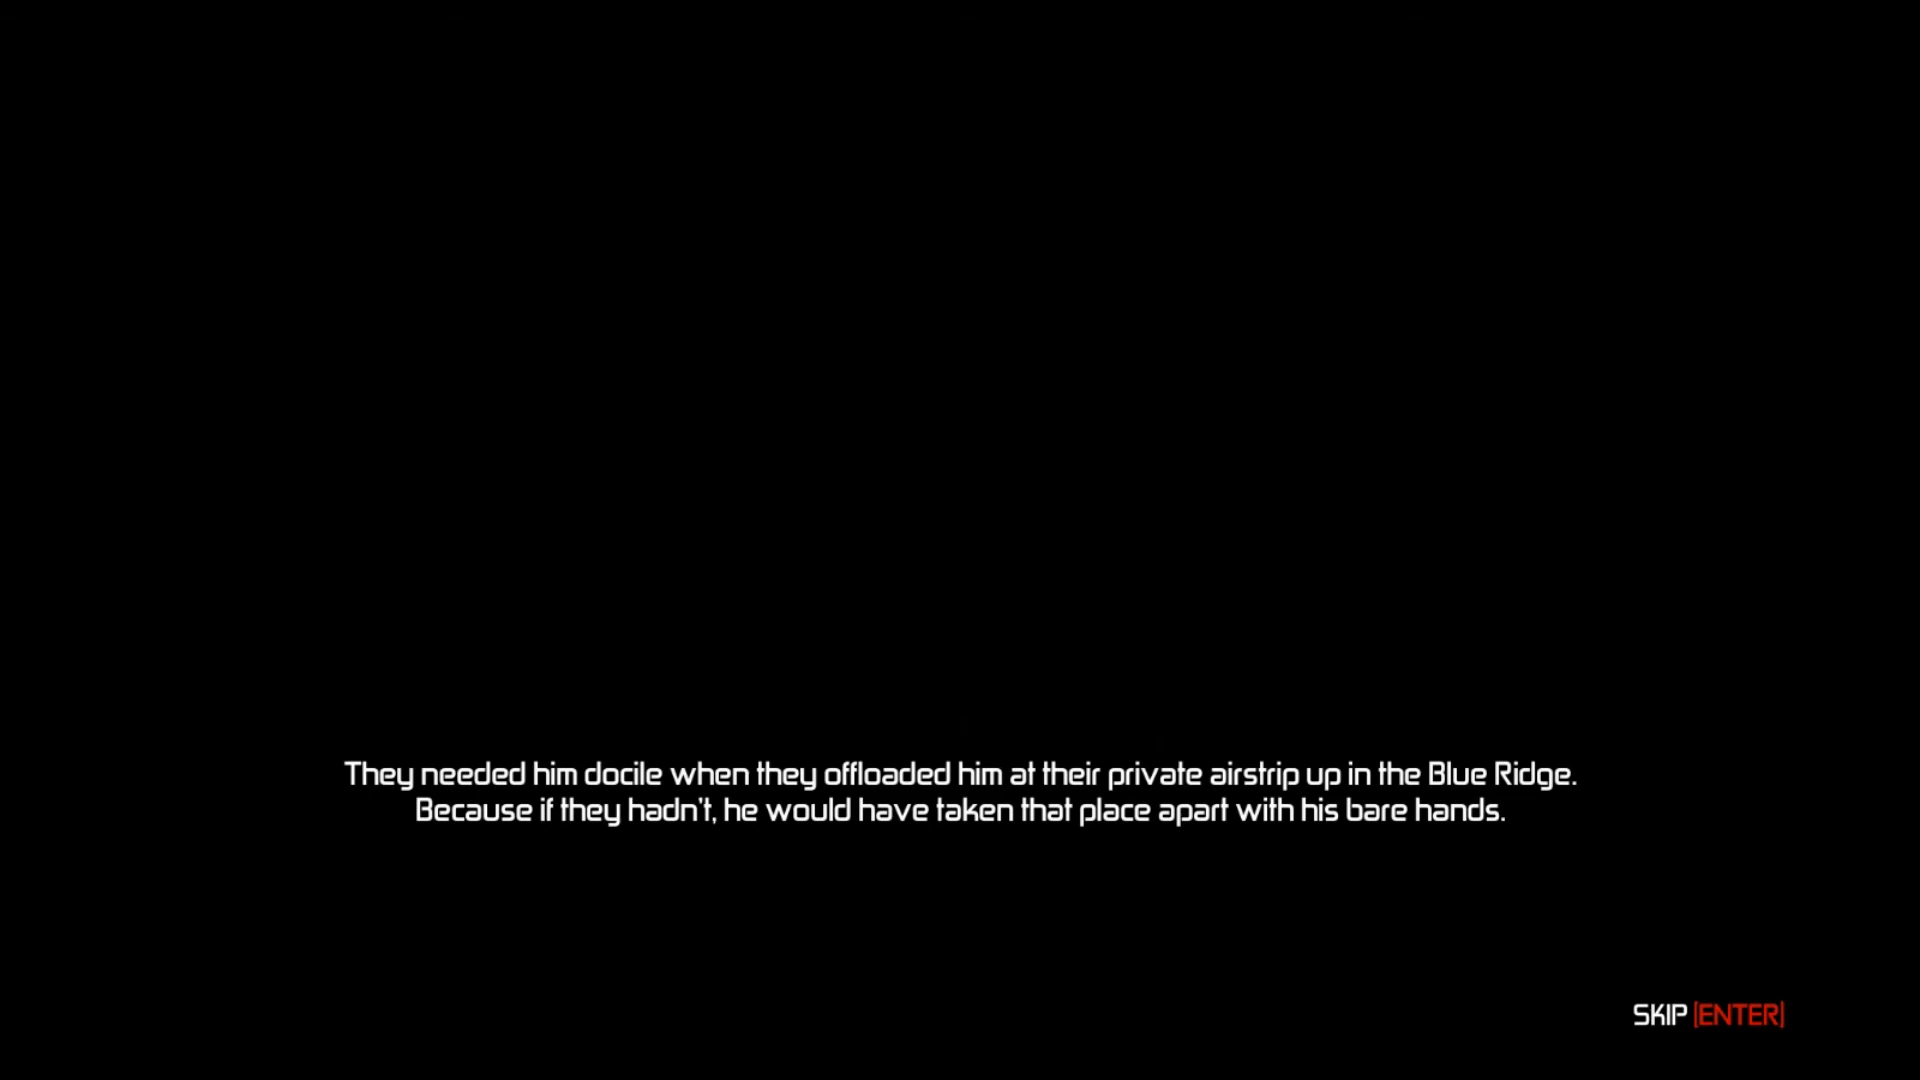 They needed him docile when they offloaded him at their private airstrip up in the Blue Ridge.
Because if they hadn't, he would have taken that place apart with his bare hands.
SKIP [ENTER]